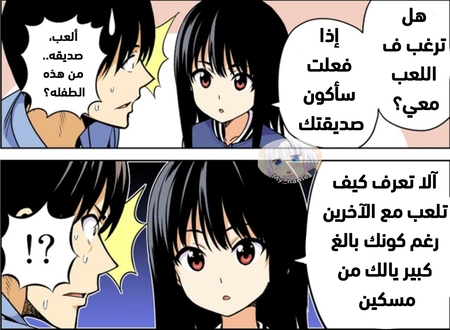 هل
ترغب ف
اللعب
معي؟
إذا
فعلت
سأكون
صديقتك
ألعب،
صديقه..
من هذه
الطفله؟
آلا تعرف كيف
تلعب مع الآخرين
رغم كونك بالغ
كبير يالك من
مسكين
!?